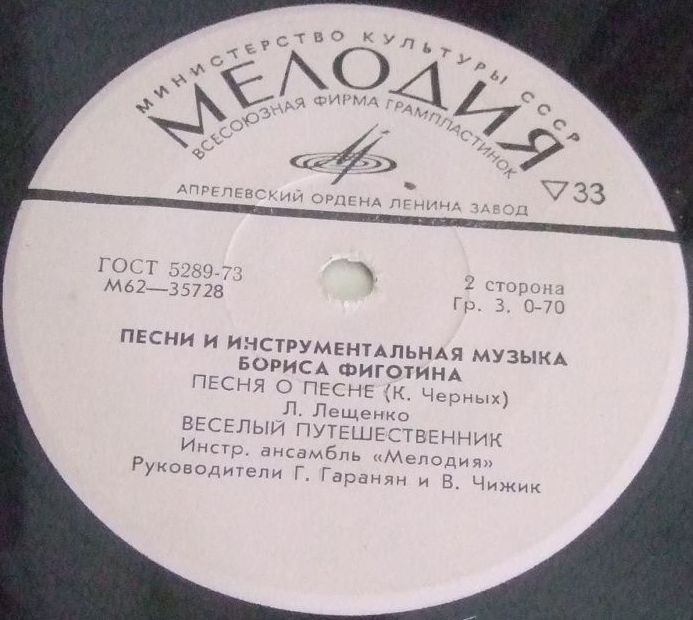 МИНИСТЕРСТВО КУЛЬТУРЫ СССР
МЕЛОДИЯ
ВСЕСОЮЗНАЯ ФИРМА ГРАМПЛАСТИНОК
АПРЕЛЕВСКИЙ ОРДЕНА ЛЕНИНА ЗАВОД
▽33
ГОСТ 5289-73
М62—35728
2 сторона
Гр. 3. 0-70
ПЕСНИ И ИНСТРУМЕНТАЛЬНАЯ МУЗЫКА
БОРИСА ФИГОТИНА
ПЕСНЯ О ПЕСНЕ (К. Черных)
Л. Лещенко
ВЕСЕЛЫЙ ПУТЕШЕСТВЕННИК
Инстр. ансамбль «Мелодия»
Руководители Г. Гаранян и В. Чижик